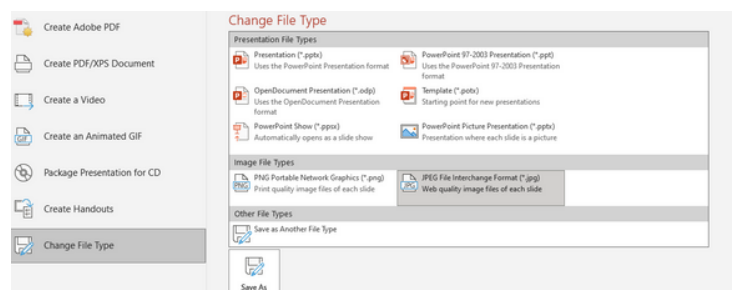 Create Adobe PDF
Create PDF/XPS Document
Create a Video
Create an Animated GIF
GIF
Package Presentation for CD
Create Handouts
Change File Type
Change File Type
Presentation File Types
Presentation (*.pptx)
Uses the PowerPoint Presentation format
PowerPoint 97-2003 Presentation (*.ppt)
Uses the PowerPoint 97-2003 Presentation
format
OpenDocument Presentation (*.odp)
Uses the OpenDocument Presentation
format
Template (*.potx)
Starting point for new presentations
PowerPoint Show (*.ppsx)
Automatically opens as a slide show
PowerPoint Picture Presentation (*.pptx)
Presentation where each slide is a picture
Image File Types
PNG
PNG Portable Network Graphics (*.png)
Print quality image files of each slide
JPG
JPEG File Interchange Format (*.jpg)
Web quality image files of each slide
Other File Types
Save as Another File Type
Save As